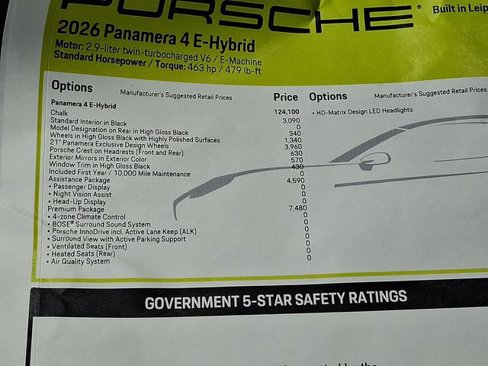 PORSCHE®
Built in Leip
2026 Panamera 4 E-Hybrid
Motor: 2.9-liter twin-turbocharged V6 / E-Machine
Standard Horsepower / Torque: 463 hp / 479 lb-ft
Options Manufacturer's Suggested Retail Prices Price
Panamera 4 E-Hybrid 124,100
Chalk 3,090
Standard Interior in Black 0
Model Designation on Rear in High Gloss Black 340
Wheels in High Gloss Black with Highly Polished Surfaces 1,340
21" Panamera Exclusive Design Wheels 3,960
Porsche Crest on Headrests (Front and Rear) 630
Exterior Mirrors in Exterior Color 570
Window Trim in High Gloss Black 430
Included First Year / 10,000 Mile Maintenance 0
Assistance Package 4,590
• Passenger Display 0
• Night Vision Assist 0
• Head-Up Display 0
Premium Package 7,480
• 4-zone Climate Control 0
• BOSE® Surround Sound System 0
• Porsche InnoDrive incl. Active Lane Keep (ALK) 0
• Surround View with Active Parking Support 0
• Ventilated Seats (Front) 0
• Heated Seats (Rear) 0
• Air Quality System 0
Options Manufacturer's Suggested Retail
• HD-Matrix Design LED Headlights
GOVERNMENT 5-STAR SAFETY RATINGS